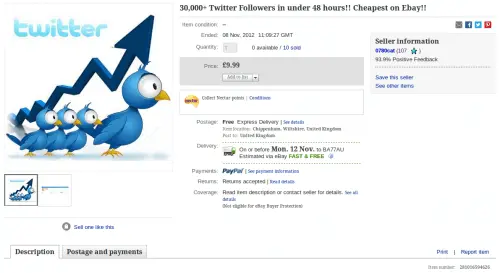 30,000+ Twitter Followers in under 48 hours!! Cheapest on Ebay!!
twitter
Item condition: --
Ended: 08 Nov, 2012 11:09:27 GMT
Quantity: 1 0 available / 10 sold
Price: £9.99
Add to list
Collect Nectar points | Conditions
Postage: Free Express Delivery | See details
Item location: Chippenham, Wiltshire, United Kingdom
Post to: United Kingdom
Delivery: On or before Mon. 12 Nov. to BA77AU
Estimated via eBay FAST & FREE
Payments: PayPal | See payment information
Returns: Returns accepted | Read details
Coverage: Read item description or contact seller for details. See all
details
(Not eligible for eBay Buyer Protection)
Seller information
(107
93.9% Positive Feedback
Save this seller
See other items
Sell one like this
Description
Postage and payments
Print | Report item
Item number: